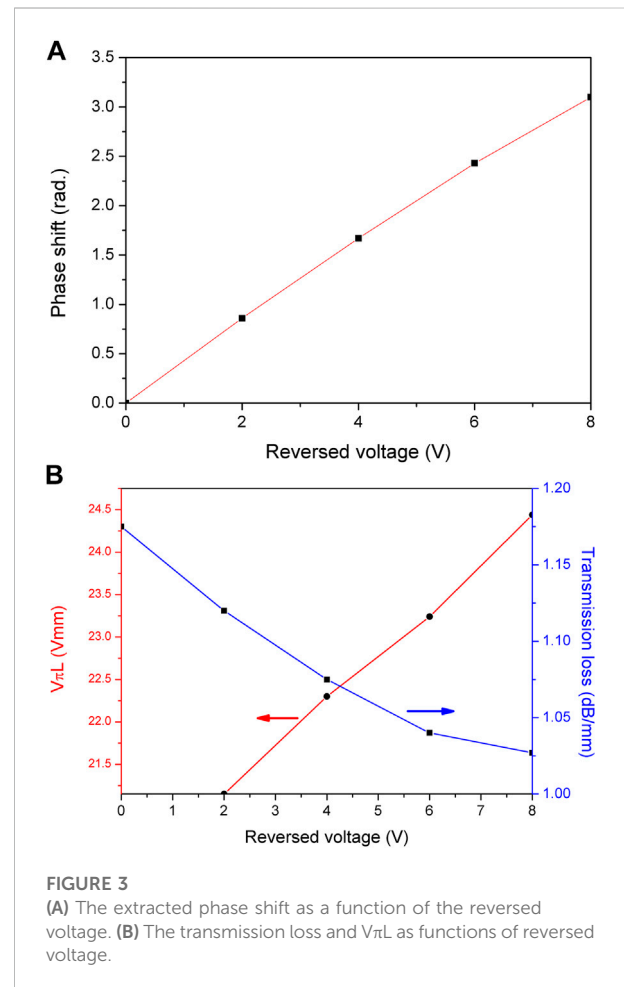 A
3.5
3.0
2.5
2.0
1.5
1.0
0.5
0.0
Phase shift (rad.)
0 2 4 6 8
Reversed voltage (V)
B
24.5
23.8
23.0
22.5
22.0
21.5
VπL (Vmm)
1.20
1.15
1.10
1.05
1.00
Transmission loss (dB/mm)
0 1 2 3 4 5 6 7 8
Reversed voltage (V)
FIGURE 3
(A) The extracted phase shift as a function of the reversed
voltage. (B) The transmission loss and VπL as functions of reversed
voltage.